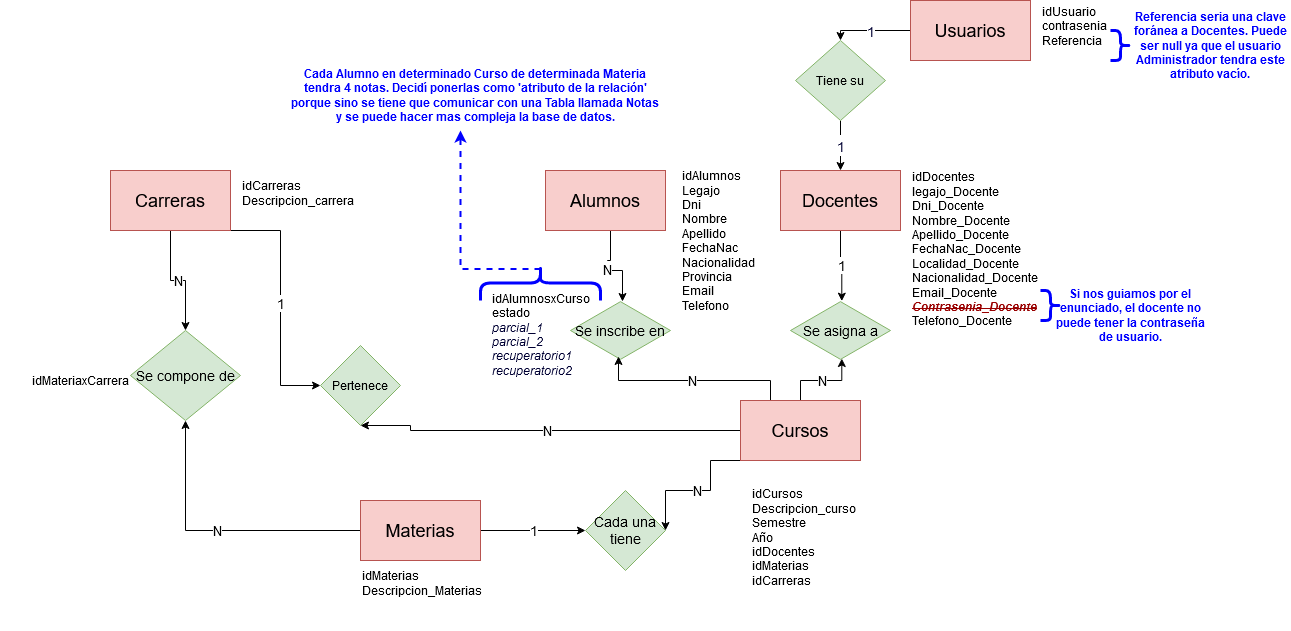 Usuarios
idUsuario
contrasenia
Referencia
Referencia seria una clave
foránea a Docentes. Puede
ser null ya que el usuario
Administrador tendra este
atributo vacío.
1
Tiene su
1
Cada Alumno en determinado Curso de determinada Materia
tendra 4 notas. Decidí ponerlas como 'atributo de la relación'
porque sino se tiene que comunicar con una Tabla llamada Notas
y se puede hacer mas compleja la base de datos.
Carreras
idCarreras
Descripcion_carrera
Alumnos
idAlumnos
Legajo
Dni
Nombre
Apellido
FechaNac
Nacionalidad
Provincia
Email
Telefono
Docentes
idDocentes
legajo_Docente
Dni_Docente
Nombre_Docente
Apellido_Docente
FechaNac_Docente
Localidad_Docente
Nacionalidad_Docente
Email_Docente
Contrasenia_Docente
Telefono_Docente
Si nos guiamos por el
enunciado, el docente no
puede tener la contraseña
de usuario.
N
1
N
1
idAlumnosxCurso
estado
parcial_1
parcial_2
recuperatorio1
recuperatorio2
Se inscribe en
Se asigna a
idMateriaxCarrera
Se compone de
Pertenece
N
N
N
Cursos
idCursos
Descripcion_curso
Semestre
Año
idDocentes
idMaterias
idCarreras
N
N
Materias
idMaterias
Descripcion_Materias
1
Cada una
tiene